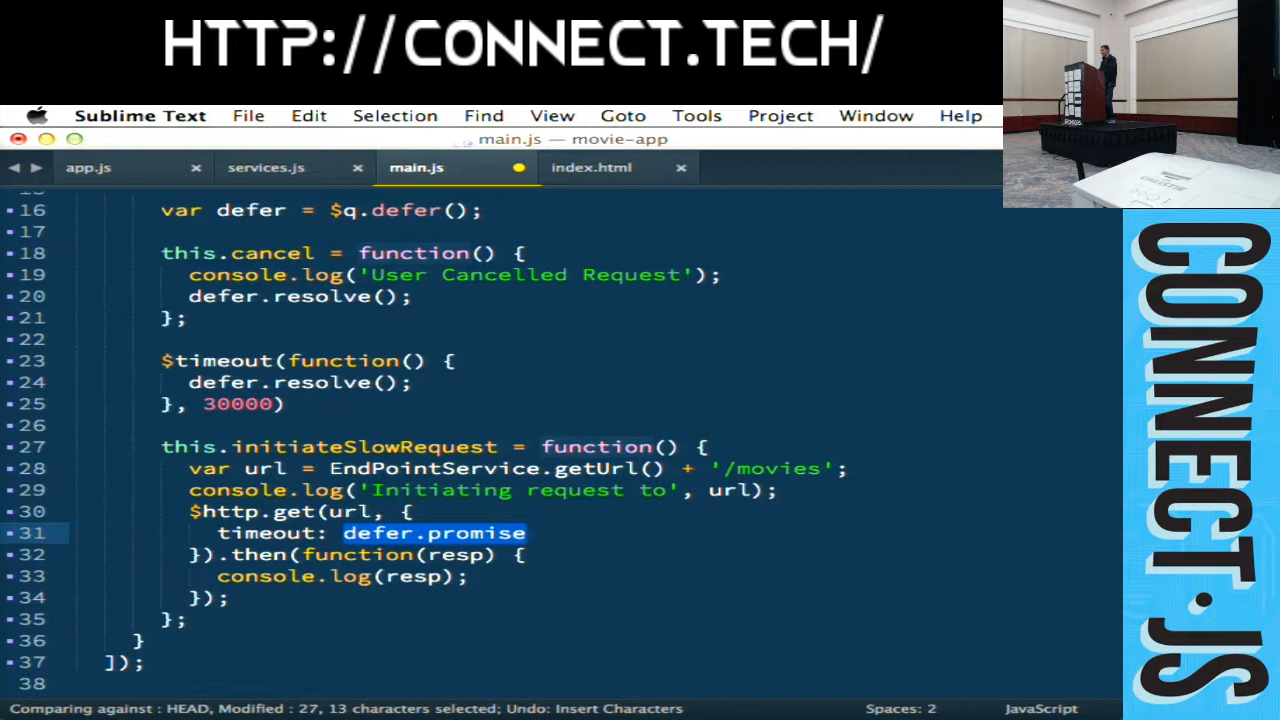 HTTP://CONNECT.TECH/
Sublime Text File Edit Selection Find View Goto Tools Project Window Help
main.js — movie-app
app.js × services.js × main.js index.html ×
16 var defer = $q.defer();
17
18 this.cancel = function() {
19 console.log('User Cancelled Request');
20 defer.resolve();
21 };
22
23 $timeout(function() {
24 defer.resolve();
25 }, 30000)
26
27 this.initiateSlowRequest = function() {
28 var url = EndPointService.getUrl() + '/movies';
29 console.log('Initiating request to', url);
30 $http.get(url, {
31 timeout: defer.promise
32 }).then(function(resp) {
33 console.log(resp);
34 });
35 };
36 }
37 ]);
38
Comparing against : HEAD, Modified : 27, 13 characters selected; Undo: Insert Characters Spaces: 2 JavaScript
CONNECT.JS
CHRISTIE